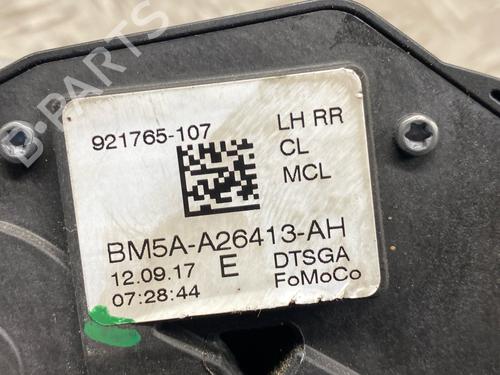 B-PARTS
921765-107
LH RR
CL
MCL
BM5A-A26413-AH
12.09.17 E DTSGA
07:28:44 FoMoCo